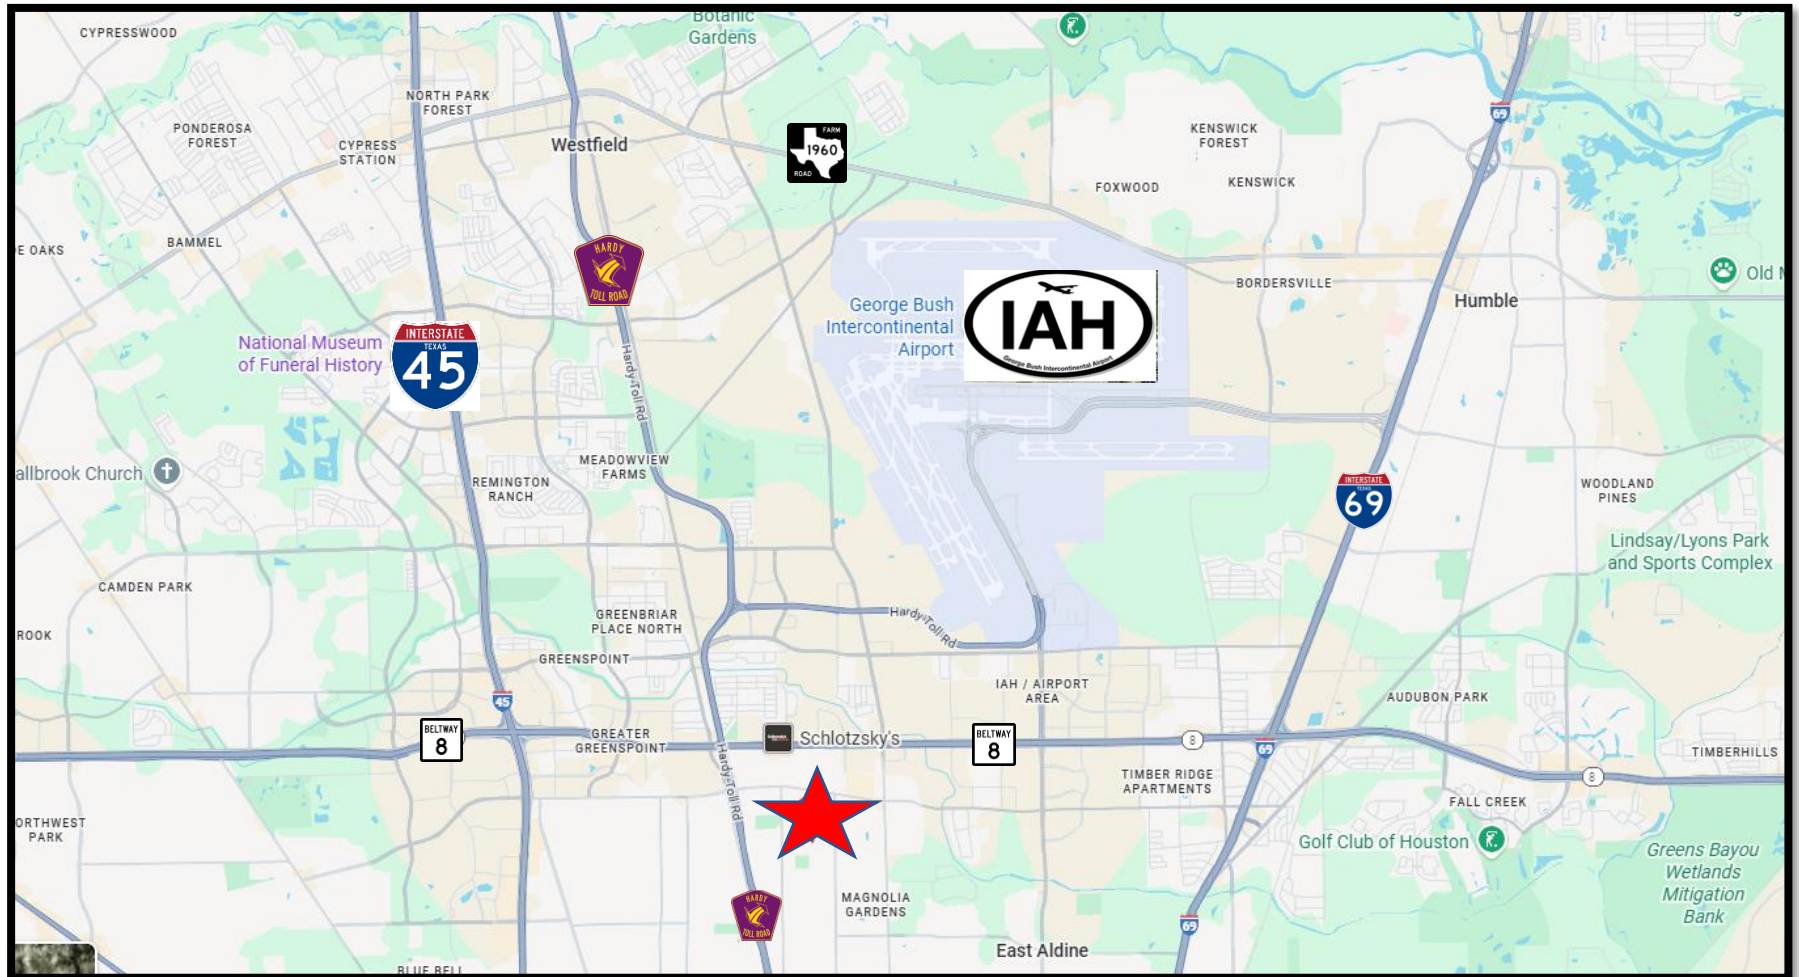 CYPRESSWOOD
Botanic
Gardens
NORTH PARK
FOREST
PONDEROSA
FOREST
CYPRESS
STATION
Westfield
FARM
1960
ROAD
KENSWICK
FOREST
FOXWOOD
KENSWICK
69
E OAKS
BAMMEL
HARDY
TOLL ROAD
George Bush
Intercontinental
Airport
IAH
George Bush Intercontinental Airport
BORDERSVILLE
Humble
Old
National Museum
of Funeral History
INTERSTATE
TEXAS
45
Hardy Toll Rd
allbrook Church
REMINGTON
RANCH
MEADOWVIEW
FARMS
INTERSTATE
TEXAS
69
WOODLAND
PINES
Lindsay/Lyons Park
and Sports Complex
CAMDEN PARK
GREENBRIAR
PLACE NORTH
Hardy Toll Rd
ROOK
GREENSPOINT
IAH / AIRPORT
AREA
AUDUBON PARK
45
BELTWAY
8
GREATER
GREENSPOINT
Schlotzsky's
BELTWAY
8
8
69
TIMBERHILLS
Hardy Toll Rd
TIMBER RIDGE
APARTMENTS
8
FALL CREEK
ORTHWEST
PARK
Golf Club of Houston
Greens Bayou
Wetlands
Mitigation
Bank
HARDY
TOLL ROAD
MAGNOLIA
GARDENS
69
East Aldine
BLUE BELL